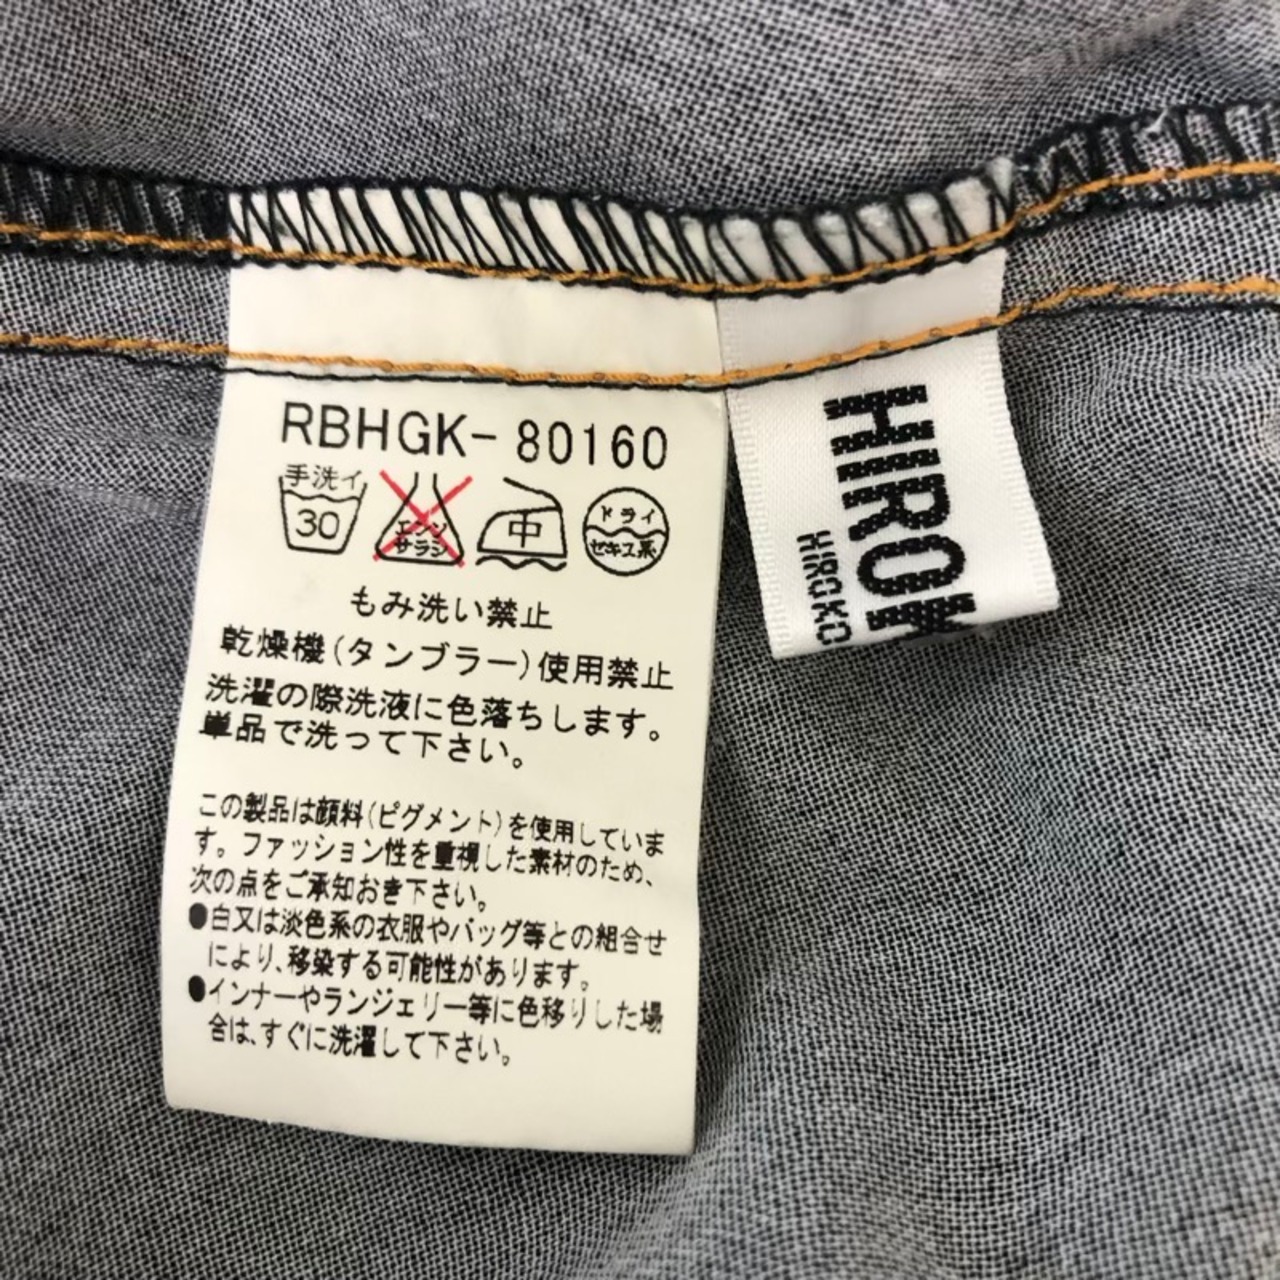 RBHGK-80160
手洗イ
30
エンソ
サラシ
中
ドライ
セキユ系
もみ洗い禁止
乾燥機(タンブラー)使用禁止
洗濯の際洗液に色落ちします。
単品で洗って下さい。
この製品は顔料(ピグメント)を使用していま
す。ファッション性を重視した素材のため、
次の点をご承知おき下さい。
●白又は淡色系の衣服やバッグ等との組合せ
により、移染する可能性があります。
●インナーやランジェリー等に色移りした場
合は、すぐに洗濯して下さい。
HIROK
HIROKO